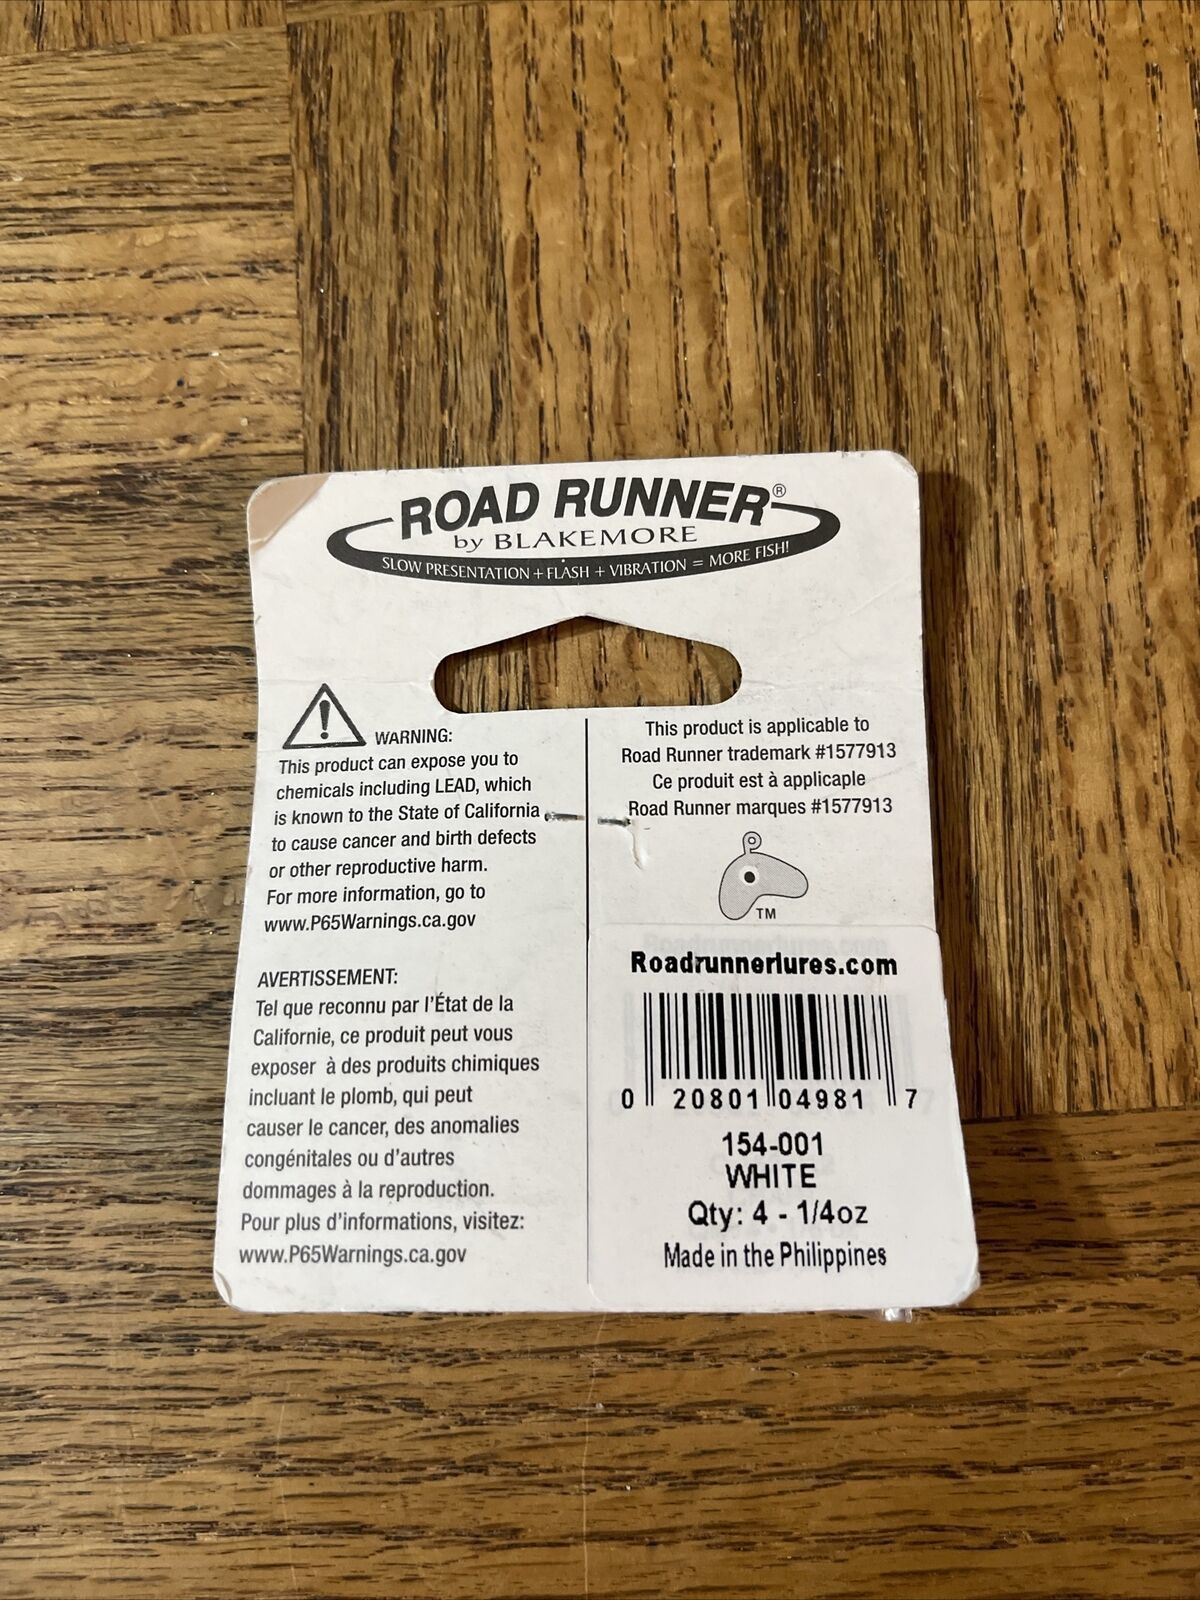 ROAD RUNNER®
by BLAKEMORE
SLOW PRESENTATION + FLASH + VIBRATION = MORE FISH!
WARNING:
This product can expose you to
chemicals including LEAD, which
is known to the State of California
to cause cancer and birth defects
or other reproductive harm.
For more information, go to
www.P65Warnings.ca.gov
AVERTISSEMENT:
Tel que reconnu par l'État de la
Californie, ce produit peut vous
exposer à des produits chimiques
incluant le plomb, qui peut
causer le cancer, des anomalies
congénitales ou d'autres
dommages à la reproduction.
Pour plus d'informations, visitez:
www.P65Warnings.ca.gov
This product is applicable to
Road Runner trademark #1577913
Ce produit est à applicaple
Road Runner marques #1577913
TM
Roadrunnerlures.com
0 20801 04981 7
154-001
WHITE
Qty: 4 - 1/4oz
Made in the Philippines